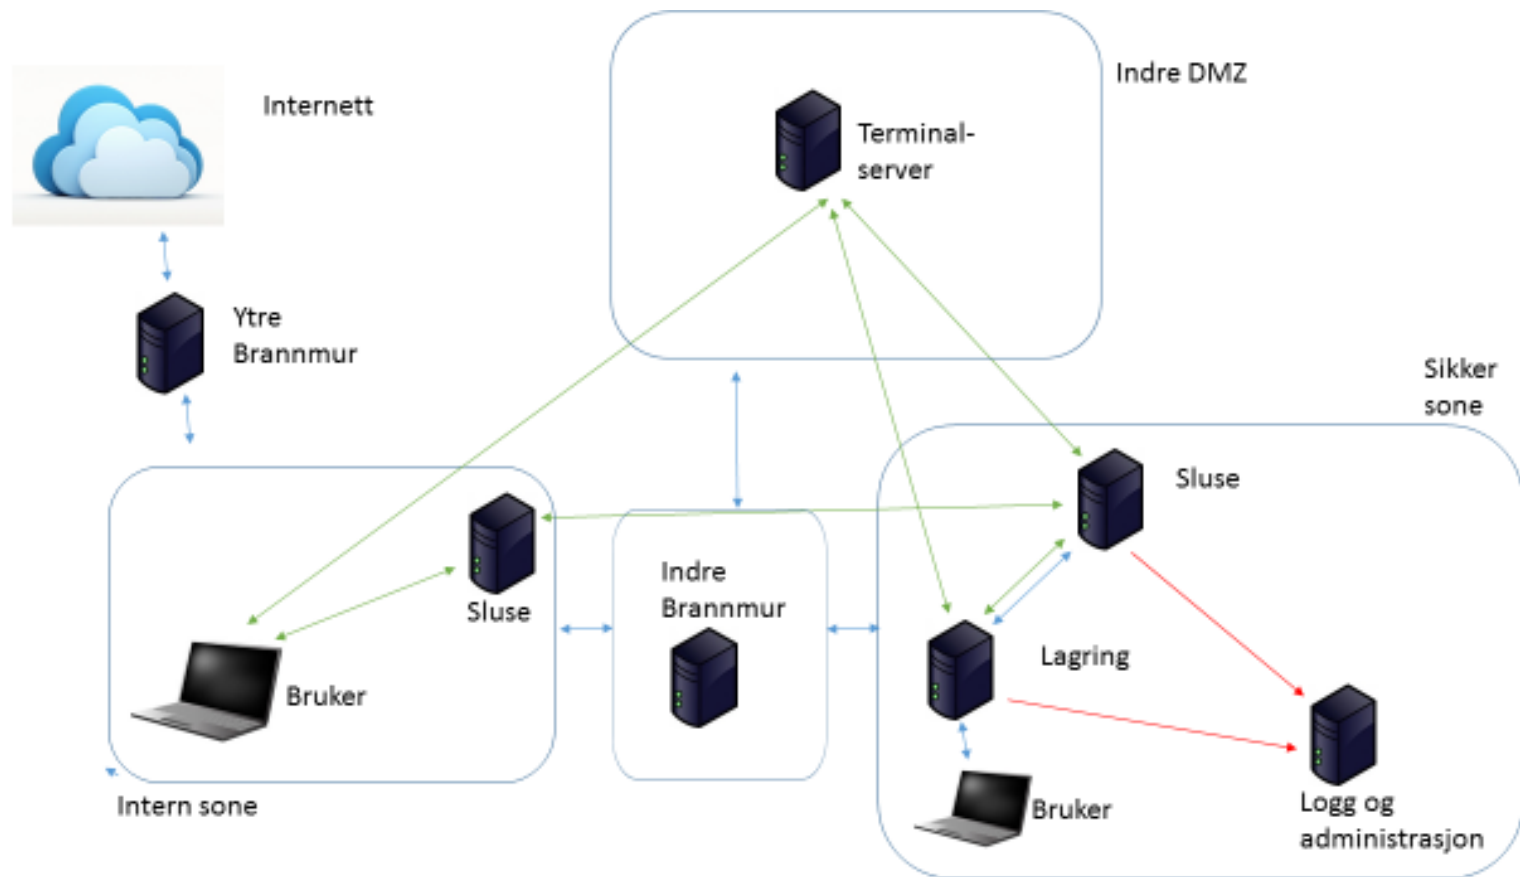 Internett
Indre DMZ
Terminal-
server
Ytre
Brannmur
Sikker
sone
Sluse
Sluse
Indre
Brannmur
Lagring
Bruker
Intern sone
Bruker
Logg og
administrasjon